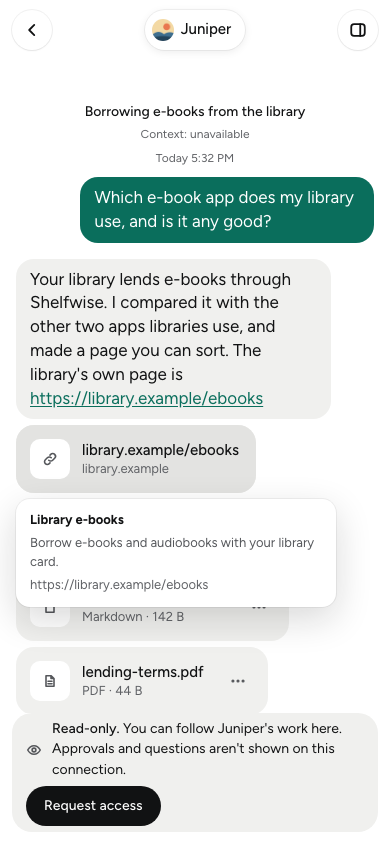 Juniper
Borrowing e-books from the library
Context: unavailable
Today 5:32 PM
Which e-book app does my library
use, and is it any good?
Your library lends e-books through
Shelfwise. I compared it with the
other two apps libraries use, and
made a page you can sort. The
library's own page is
https://library.example/ebooks
library.example/ebooks
library.example
Library e-books
Borrow e-books and audiobooks with your library
card.
https://library.example/ebooks
Markdown · 142 B
lending-terms.pdf
PDF · 44 B
Read-only. You can follow Juniper's work here.
Approvals and questions aren't shown on this
connection.
Request access